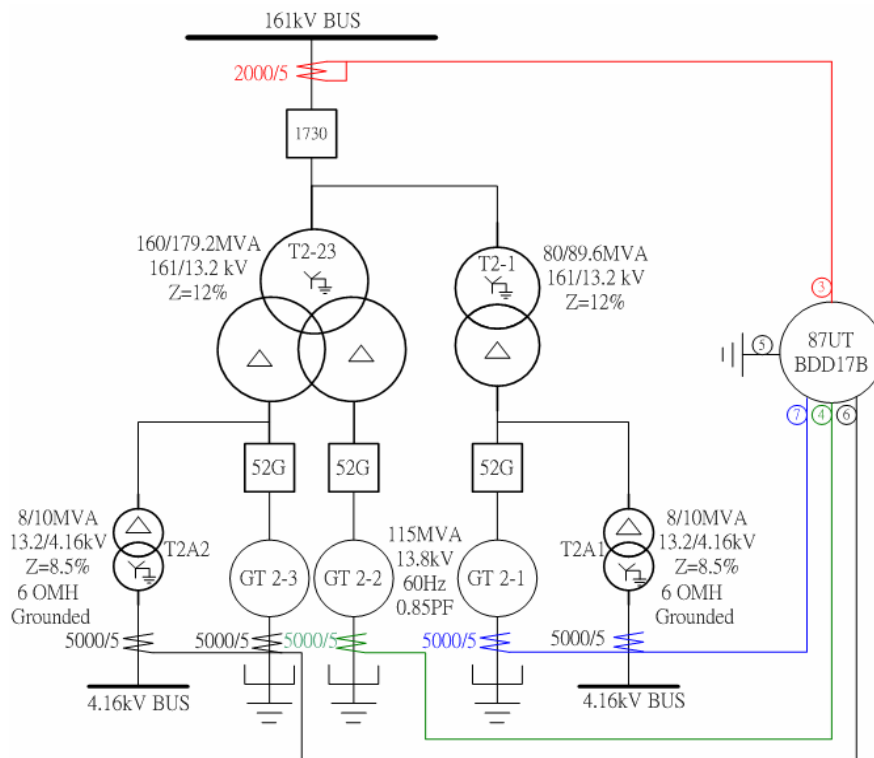 161kV BUS
2000/5
1730
160/179.2MVA
161/13.2 kV
Z=12%
T2-23
T2-1
80/89.6MVA
161/13.2 kV
Z=12%
3
87UT
BDD17B
5
7
4
6
52G
52G
52G
8/10MVA
13.2/4.16kV
Z=8.5%
6 OMH
Grounded
T2A2
GT 2-3
GT 2-2
115MVA
13.8kV
60Hz
0.85PF
GT 2-1
T2A1
8/10MVA
13.2/4.16kV
Z=8.5%
6 OMH
Grounded
5000/5
5000/5
5000/5
5000/5
5000/5
4.16kV BUS
4.16kV BUS